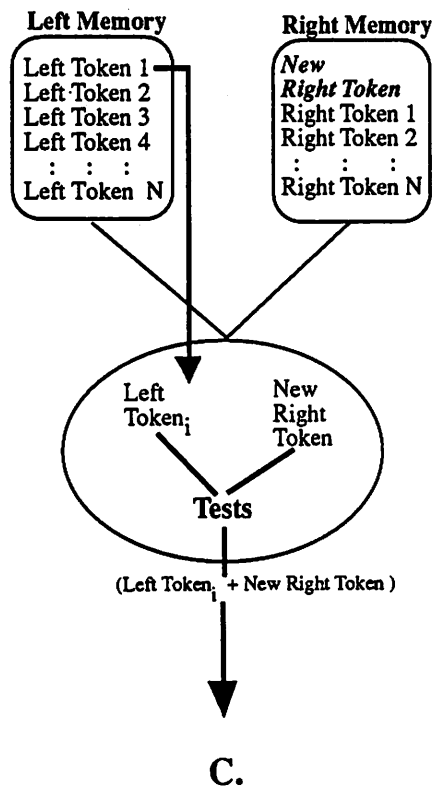 Left Memory
Left Token 1
Left Token 2
Left Token 3
Left Token 4
: : :
Left Token N
Right Memory
New
Right Token
Right Token 1
Right Token 2
: : :
Right Token N
Left
Token i
New
Right
Token
Tests
(Left Token i + New Right Token )
C.